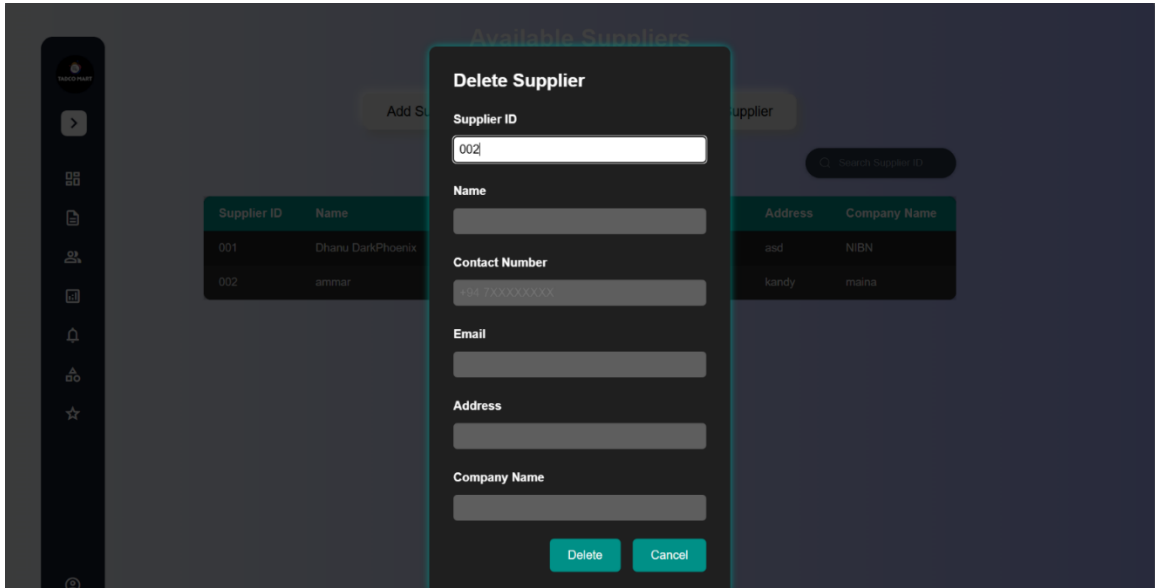 Available Suppliers
TASCO MART
Delete Supplier
Add Su
upplier
Supplier ID
002
Search Supplier ID
Name
Supplier ID Name Address Company Name
001 Dhanu DarkPhoenix asd NIBN
Contact Number
002 ammar kandy maina
+94 7XXXXXXXX
Email
Address
Company Name
Delete Cancel